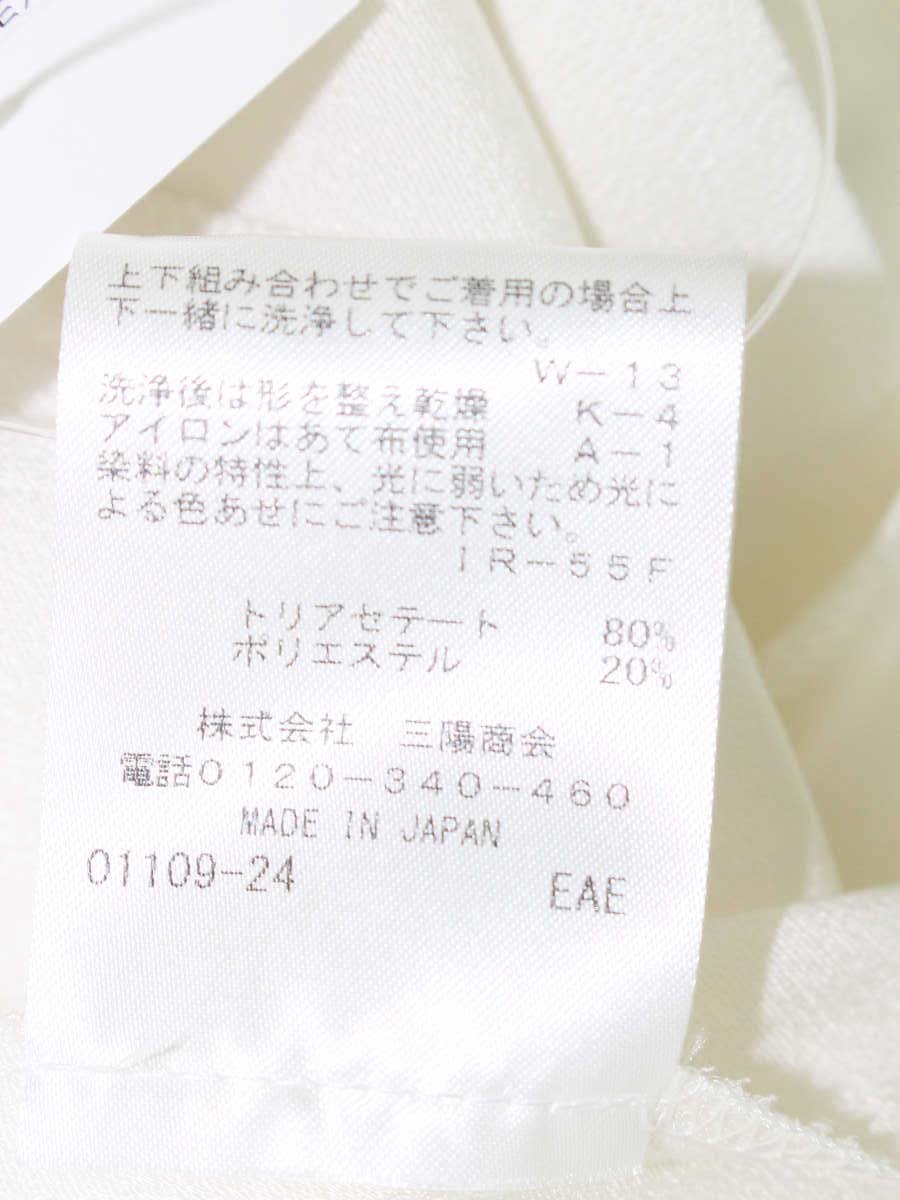 上下組み合わせでご着用の場合上
下一緒に洗浄して下さい。
W-13
洗浄後は形を整え乾燥 K-4
アイロンはあて布使用 A-1
染料の特性上、光に弱いため光に
よる色あせにご注意下さい。
IR-55F
トリアセテート 80%
ポリエステル 20%
株式会社 三陽商会
電話0120-340-460
MADE IN JAPAN
01109-24 EAE